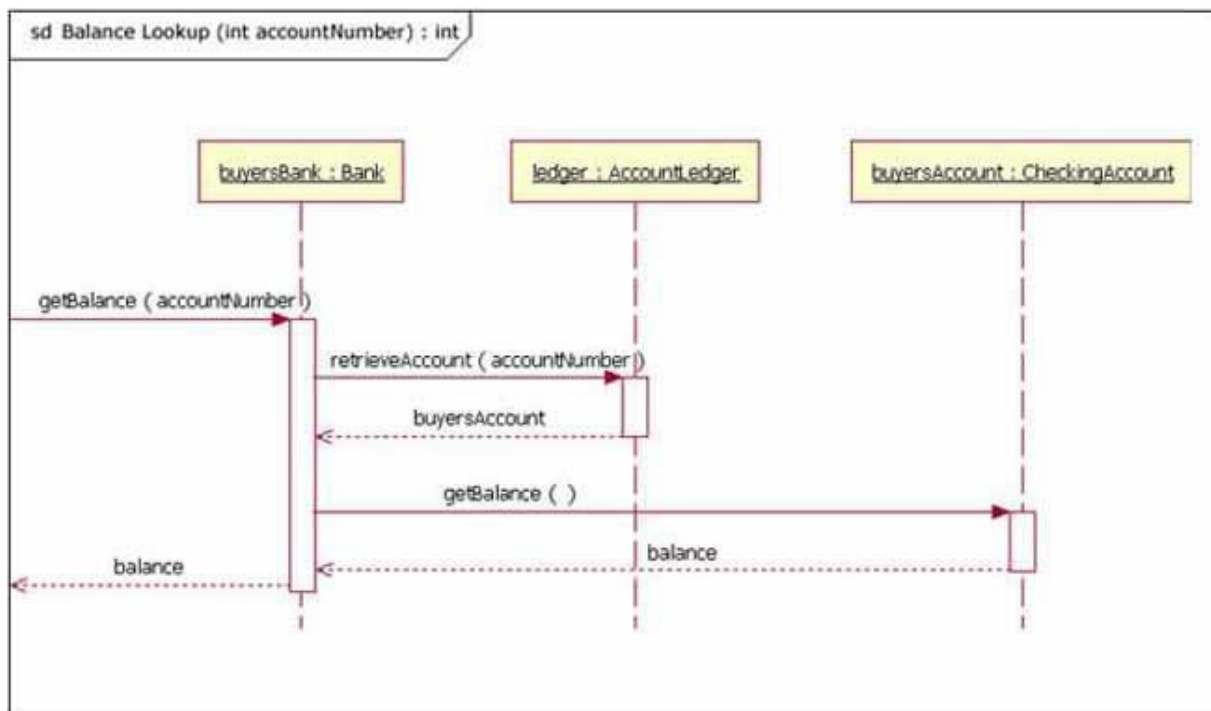 sd Balance Lookup (int accountNumber) : int
buyersBank : Bank
ledger : AccountLedger
buyersAccount : CheckingAccount
getBalance ( accountNumber )
retrieveAccount ( accountNumber )
buyersAccount
getBalance ( )
balance
balance